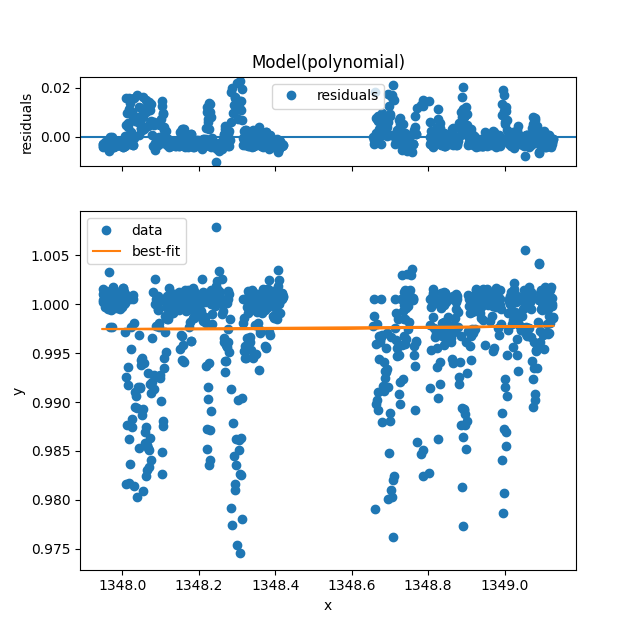 Model(polynomial)
0.02
0.00
residuals
residuals
data
best-fit
1.005
1.000
0.995
0.990
0.985
0.980
0.975
y
1348.0 1348.2 1348.4 1348.6 1348.8 1349.0
x